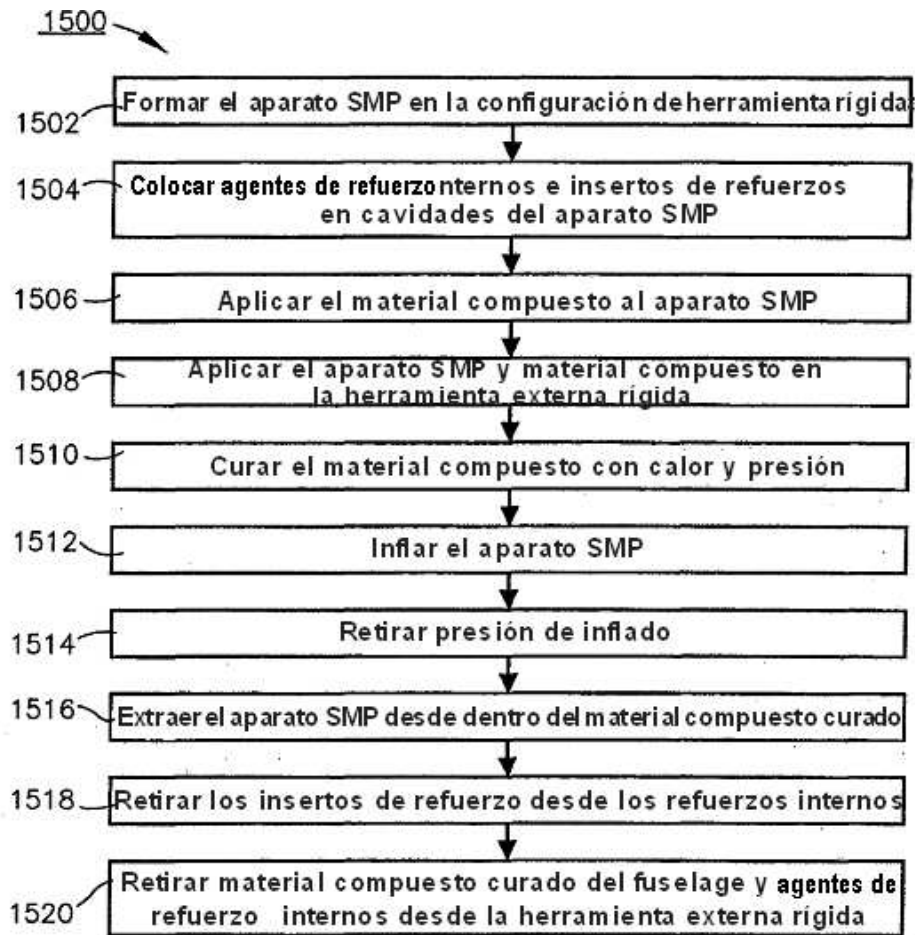 1500
1502
Formar el aparato SMP en la configuración de herramienta rígida
1504
Colocar agentes de refuerzonternos e insertos de refuerzos
en cavidades del aparato SMP
1506
Aplicar el material compuesto al aparato SMP
1508
Aplicar el aparato SMP y material compuesto en
la herramienta externa rígida
1510
Curar el material compuesto con calor y presión
1512
Inflar el aparato SMP
1514
Retirar presión de inflado
1516
Extraer el aparato SMP desde dentro del material compuesto curado
1518
Retirar los insertos de refuerzo desde los refuerzos internos
1520
Retirar material compuesto curado del fuselage y agentes de
refuerzo internos desde la herramienta externa rígida